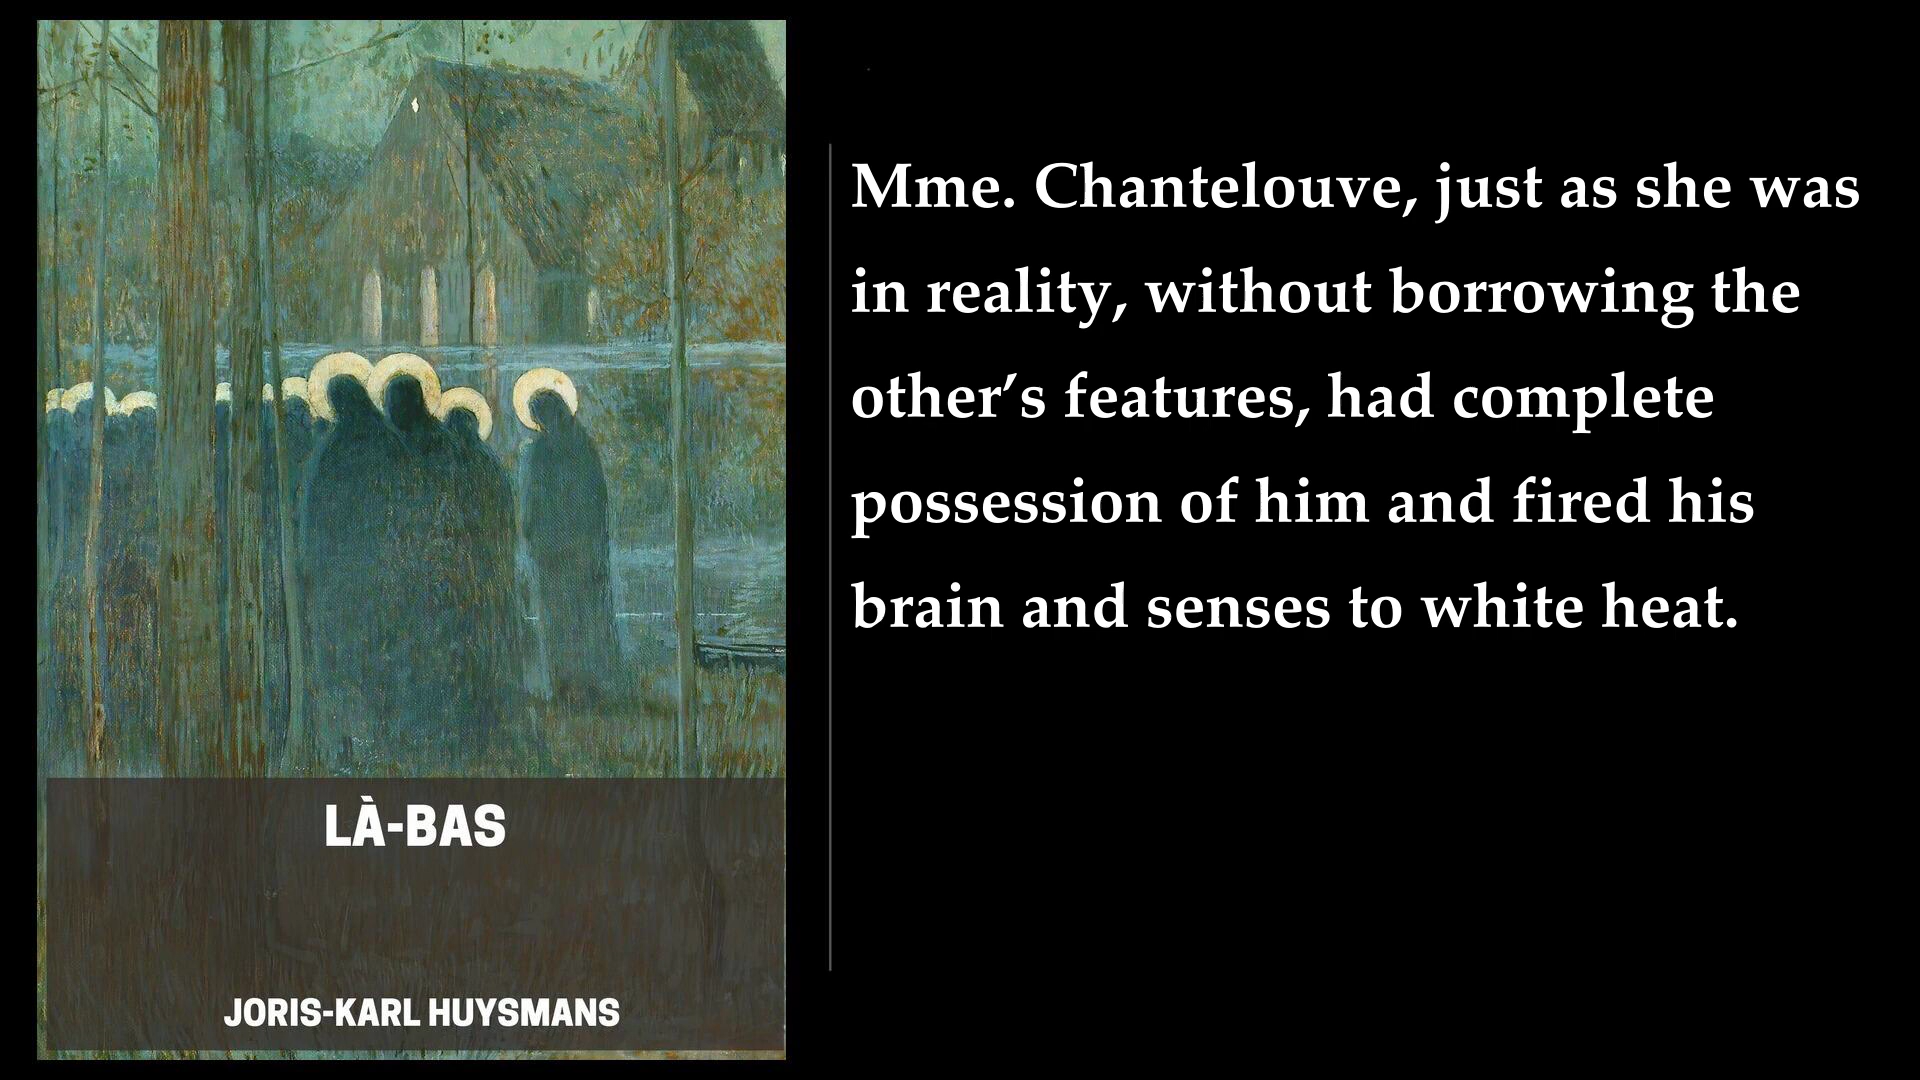 LÀ-BAS
JORIS-KARL HUYSMANS
Mme. Chantelouve, just as she was
in reality, without borrowing the
other’s features, had complete
possession of him and fired his
brain and senses to white heat.